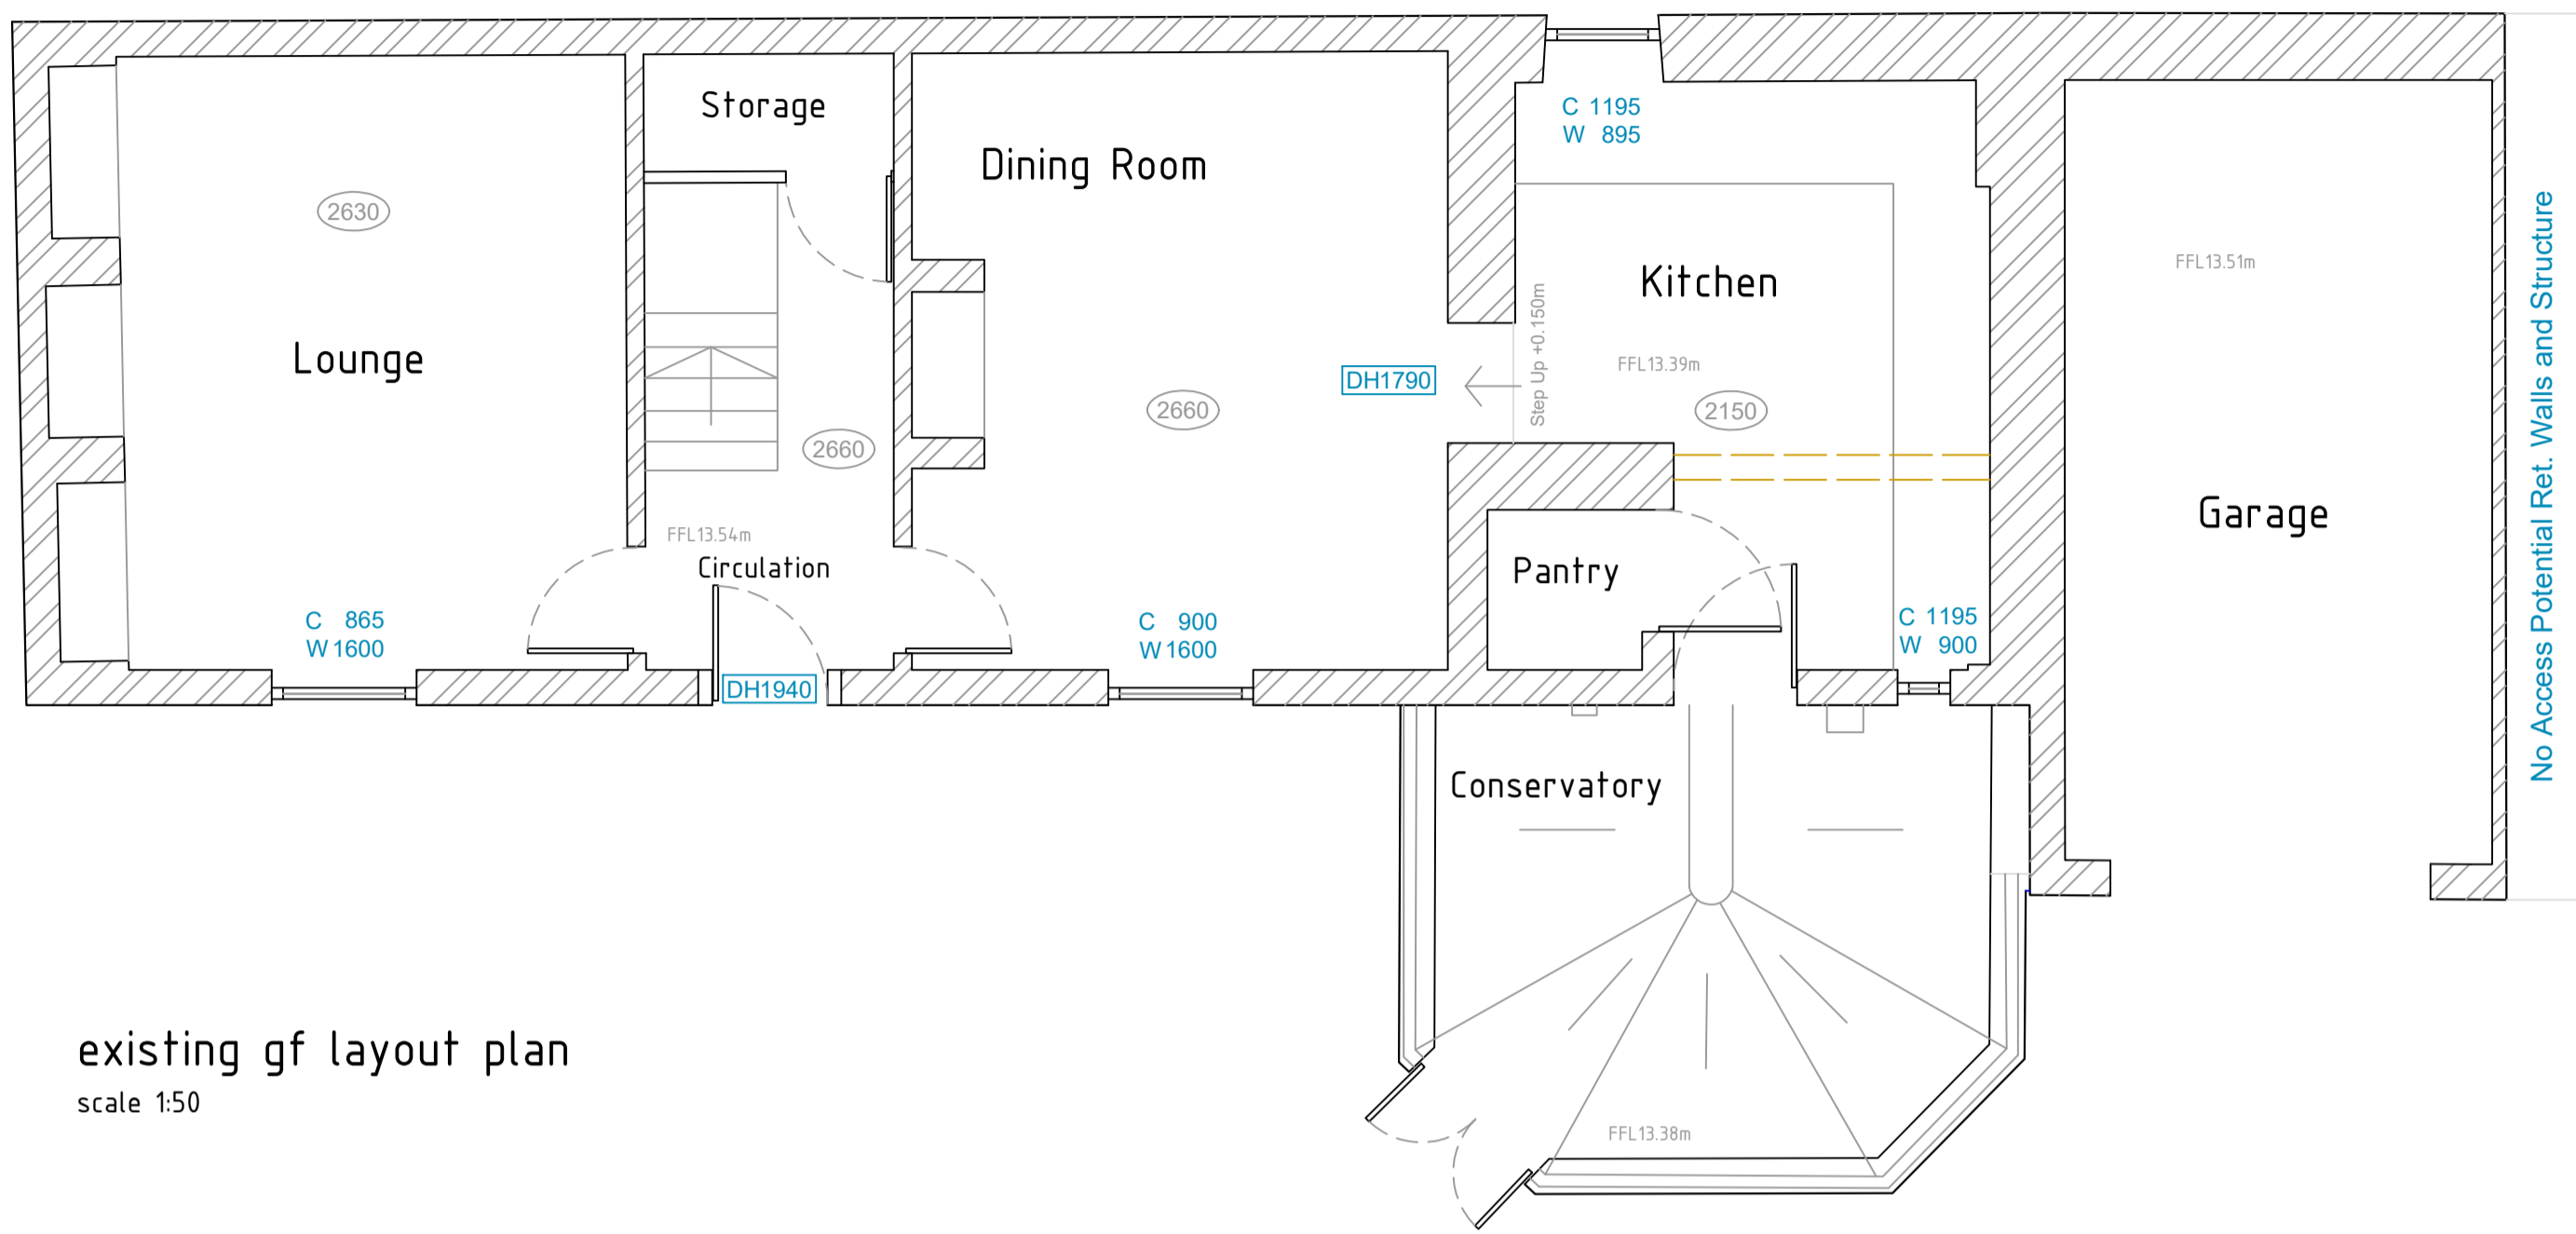 C 1195
W 895
Storage
Dining Room
2630
Kitchen
FFL13.51m
Step Up +0.150m
No Access Potential Ret. Walls and Structure
Lounge
FFL13.39m
DH1790
2660
2150
2660
Garage
FFL13.54m
Circulation
Pantry
C 865
W 1600
C 900
W 1600
C 1195
W 900
DH1940
Conservatory
existing gf layout plan
scale 1:50
FFL13.38m